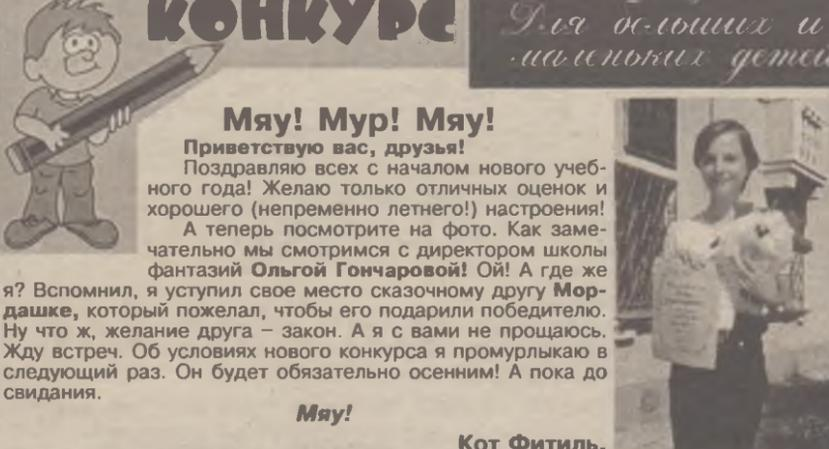 КОНКУРС
Для больших и
маленьких детей
Мяу! Мур! Мяу!
Приветствую вас, друзья!
Поздравляю всех с началом нового учеб-
ного года! Желаю только отличных оценок и
хорошего (непременно летнего!) настроения!
А теперь посмотрите на фото. Как заме-
чательно мы смотримся с директором школы
фантазий Ольгой Гончаровой! Ой! А где же
я? Вспомнил, я уступил свое место сказочному другу Мор-
дашке, который пожелал, чтобы его подарили победителю.
Ну что ж, желание друга – закон. А я с вами не прощаюсь.
Жду встреч. Об условиях нового конкурса я промурлыкаю в
следующий раз. Он будет обязательно осенним! А пока до
свидания.
Мяу!
Кот Фитиль.